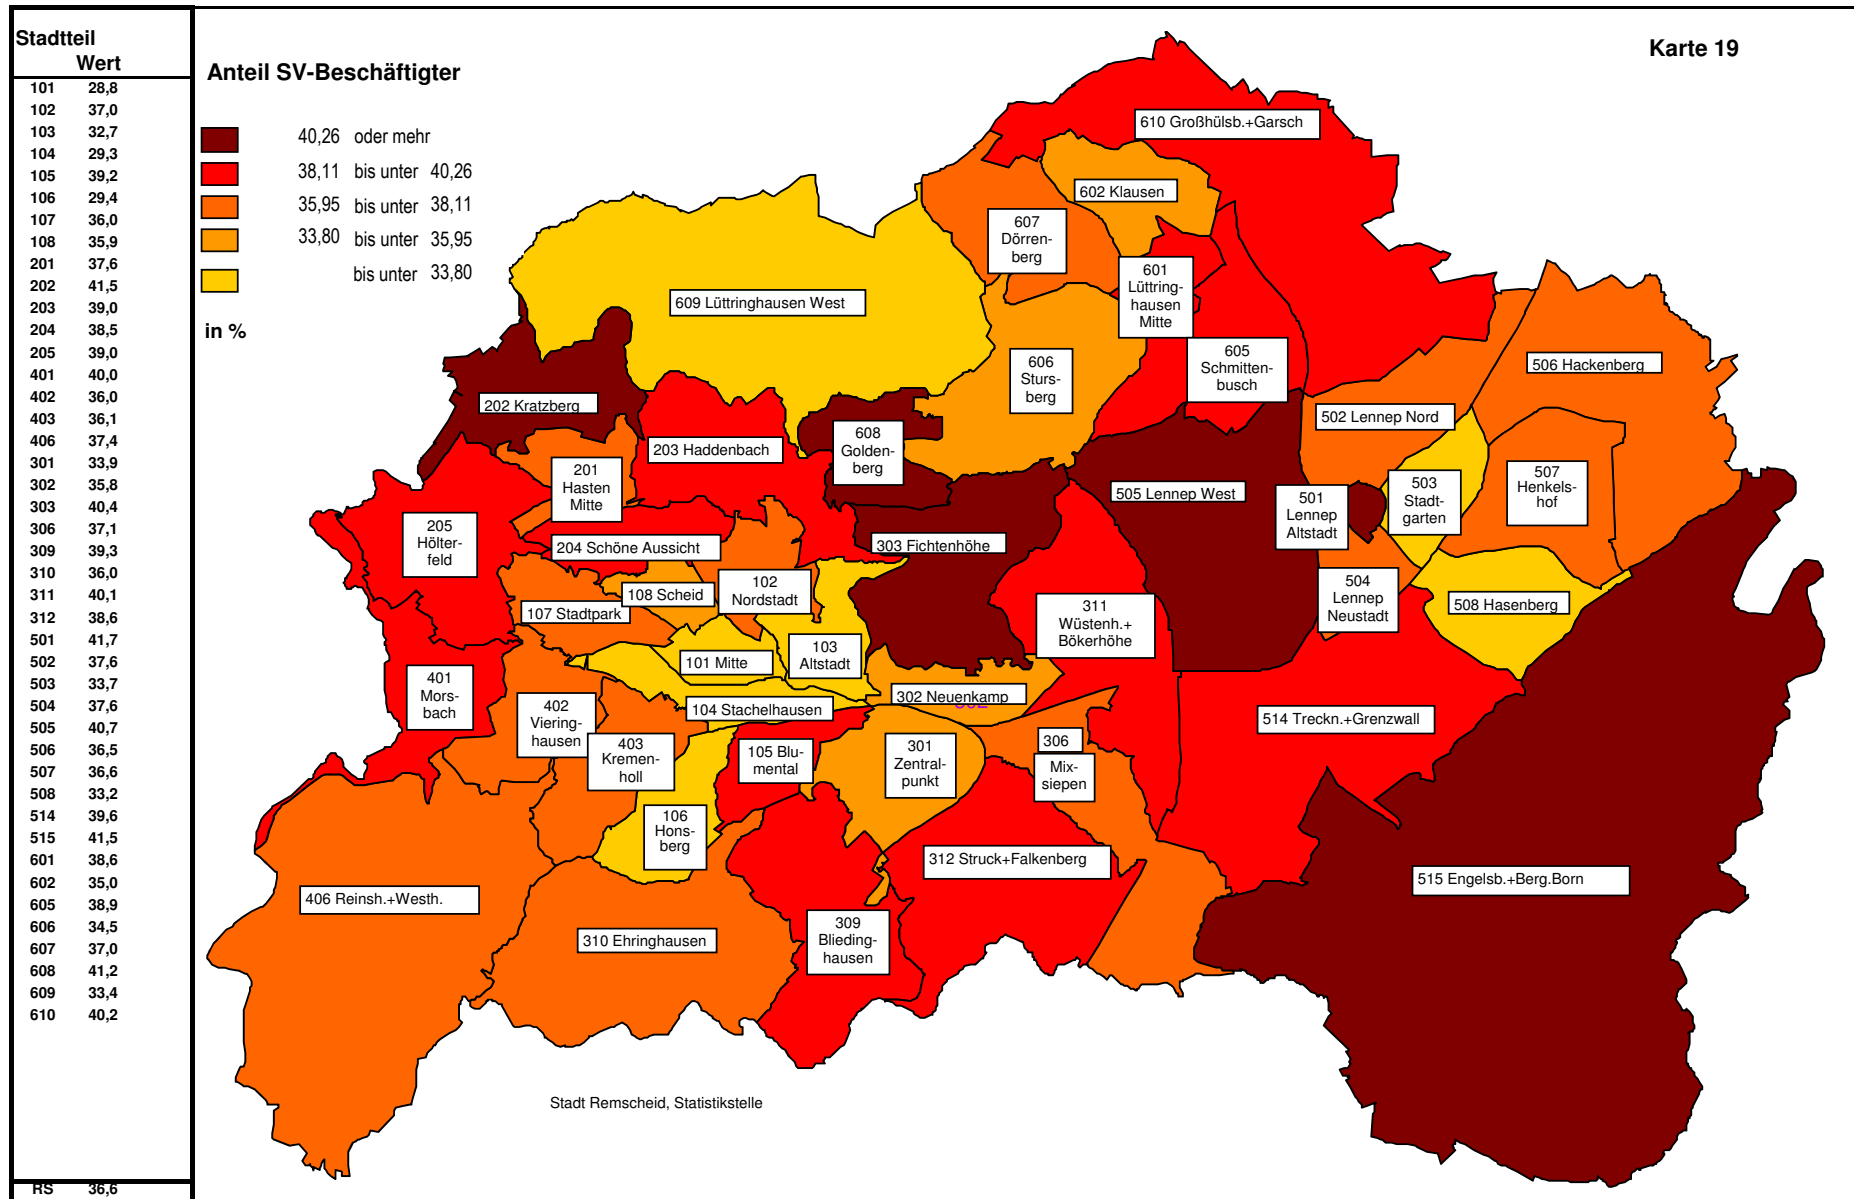 Stadtteil
Wert
101 28,8
102 37,0
103 32,7
104 29,3
105 39,2
106 29,4
107 36,0
108 35,9
201 37,6
202 41,5
203 39,0
204 38,5
205 39,0
401 40,0
402 36,0
403 36,1
406 37,4
301 33,9
302 35,8
303 40,4
306 37,1
309 39,3
310 36,0
311 40,1
312 38,6
501 41,7
502 37,6
503 33,7
504 37,6
505 40,7
506 36,5
507 36,6
508 33,2
514 39,6
515 41,5
601 38,6
602 35,0
605 38,9
606 34,5
607 37,0
608 41,2
609 33,4
610 40,2
RS 36,6
Karte 19
Anteil SV-Beschäftigter
40,26 oder mehr
38,11 bis unter 40,26
35,95 bis unter 38,11
33,80 bis unter 35,95
bis unter 33,80
in %
610 Großhülsb.+Garsch
602 Klausen
607
Dörren-
berg
601
Lüttring-
hausen
Mitte
609 Lüttringhausen West
605
Schmitten-
busch
606
Sturs-
berg
506 Hackenberg
502 Lennep Nord
202 Kratzberg
203 Haddenbach
608
Golden-
berg
201
Hasten
Mitte
505 Lennep West
501
Lennep
Altstadt
503
Stadt-
garten
507
Henkels-
hof
205
Hölter-
feld
204 Schöne Aussicht
303 Fichtenhöhe
102
Nordstadt
108 Scheid
107 Stadtpark
311
Wüstenh.+
Bökerhöhe
504
Lennep
Neustadt
508 Hasenberg
103
Altstadt
101 Mitte
401
Mors-
bach
302 Neuenkamp
302
104 Stachelhausen
402
Viering-
hausen
514 Treckn.+Grenzwall
403
Kremen-
holl
105 Blu-
mental
301
Zentral-
punkt
306
Mix-
siepen
106
Hons-
berg
312 Struck+Falkenberg
515 Engelsb.+Berg.Born
406 Reinsh.+Westh.
310 Ehringhausen
309
Blieding-
hausen
Stadt Remscheid, Statistikstelle